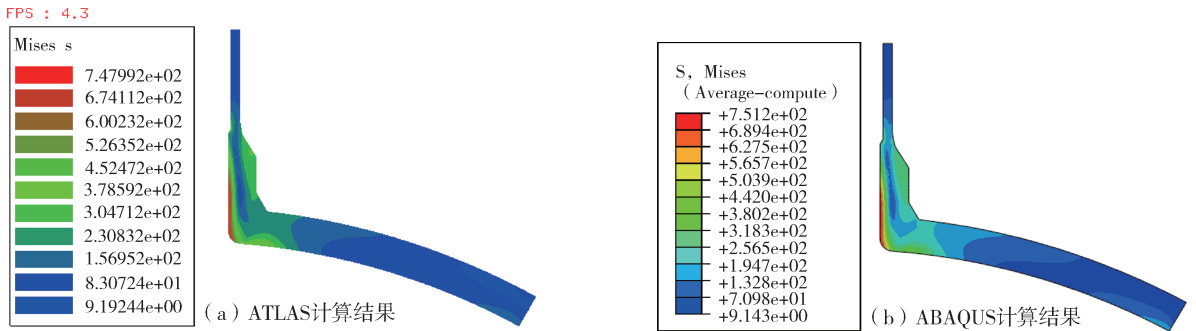 FPS : 4.3
Mises s
7.47992e+02
6.74112e+02
6.00232e+02
5.26352e+02
4.52472e+02
3.78592e+02
3.04712e+02
2.30832e+02
1.56952e+02
8.30724e+01
9.19244e+00
(a) ATLAS计算结果
S, Mises
(Average-compute)
+7.512e+02
+6.894e+02
+6.275e+02
+5.657e+02
+5.039e+02
+4.420e+02
+3.802e+02
+3.183e+02
+2.565e+02
+1.947e+02
+1.328e+02
+7.098e+01
+9.143e+00
(b) ABAQUS计算结果